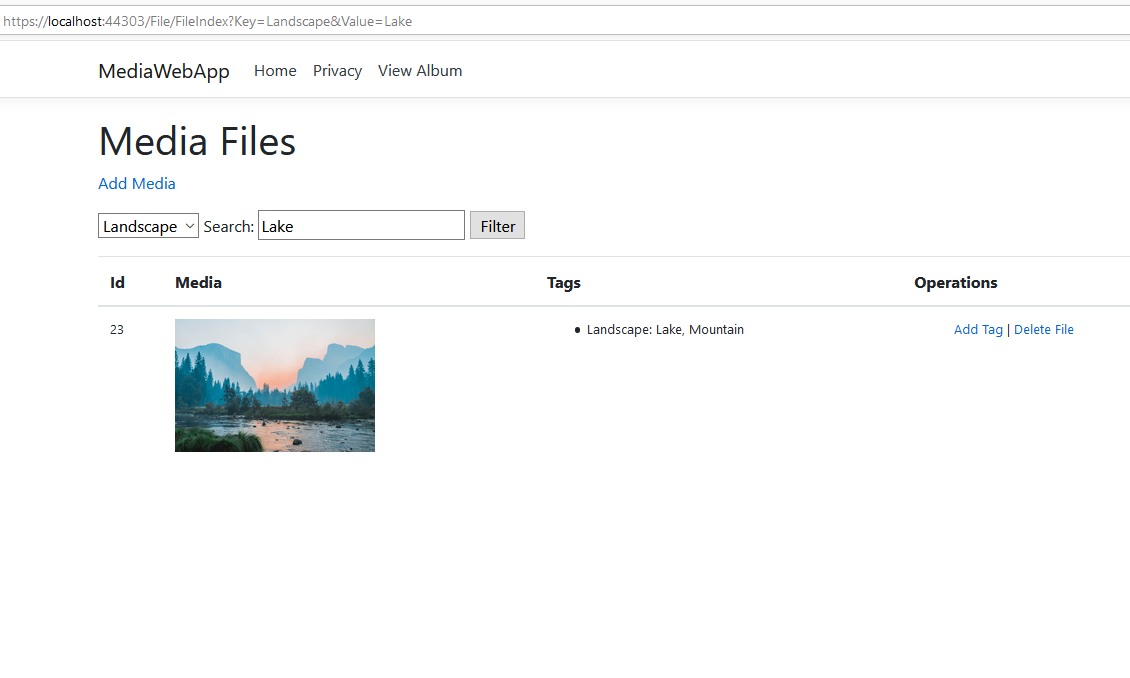 https://localhost:44303/File/FileIndex?Key=Landscape&Value=Lake
MediaWebApp Home Privacy View Album
Media Files
Add Media
Landscape Search: Lake Filter
Id Media Tags Operations
23 • Landscape: Lake, Mountain Add Tag | Delete File